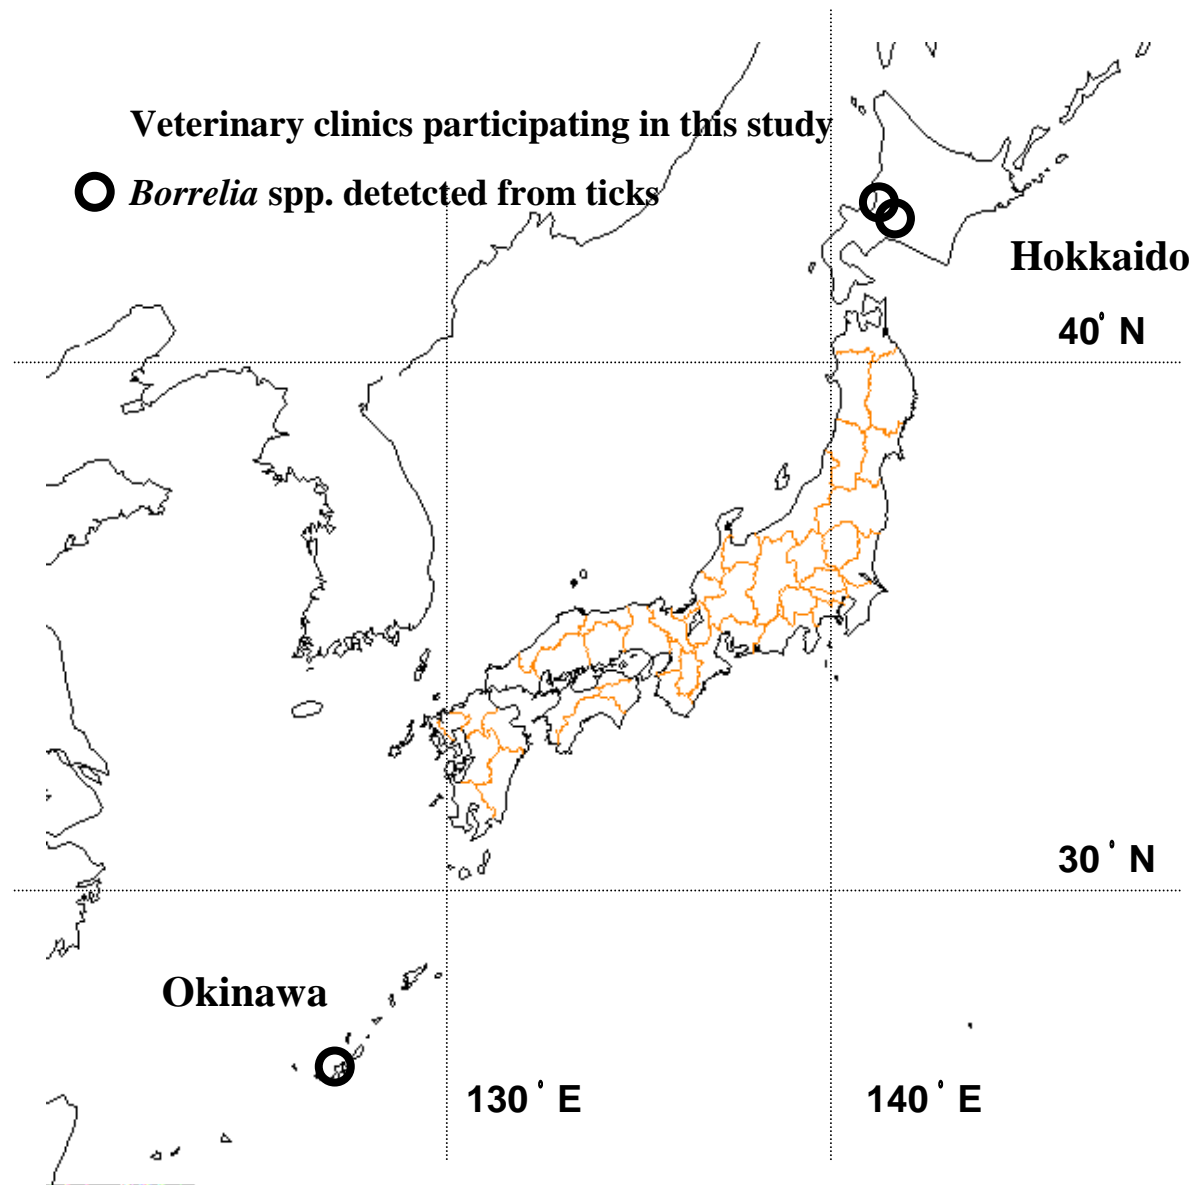 Veterinary clinics participating in this study
Borrelia spp. detetcted from ticks
Hokkaido
40° N
30° N
Okinawa
130° E
140° E